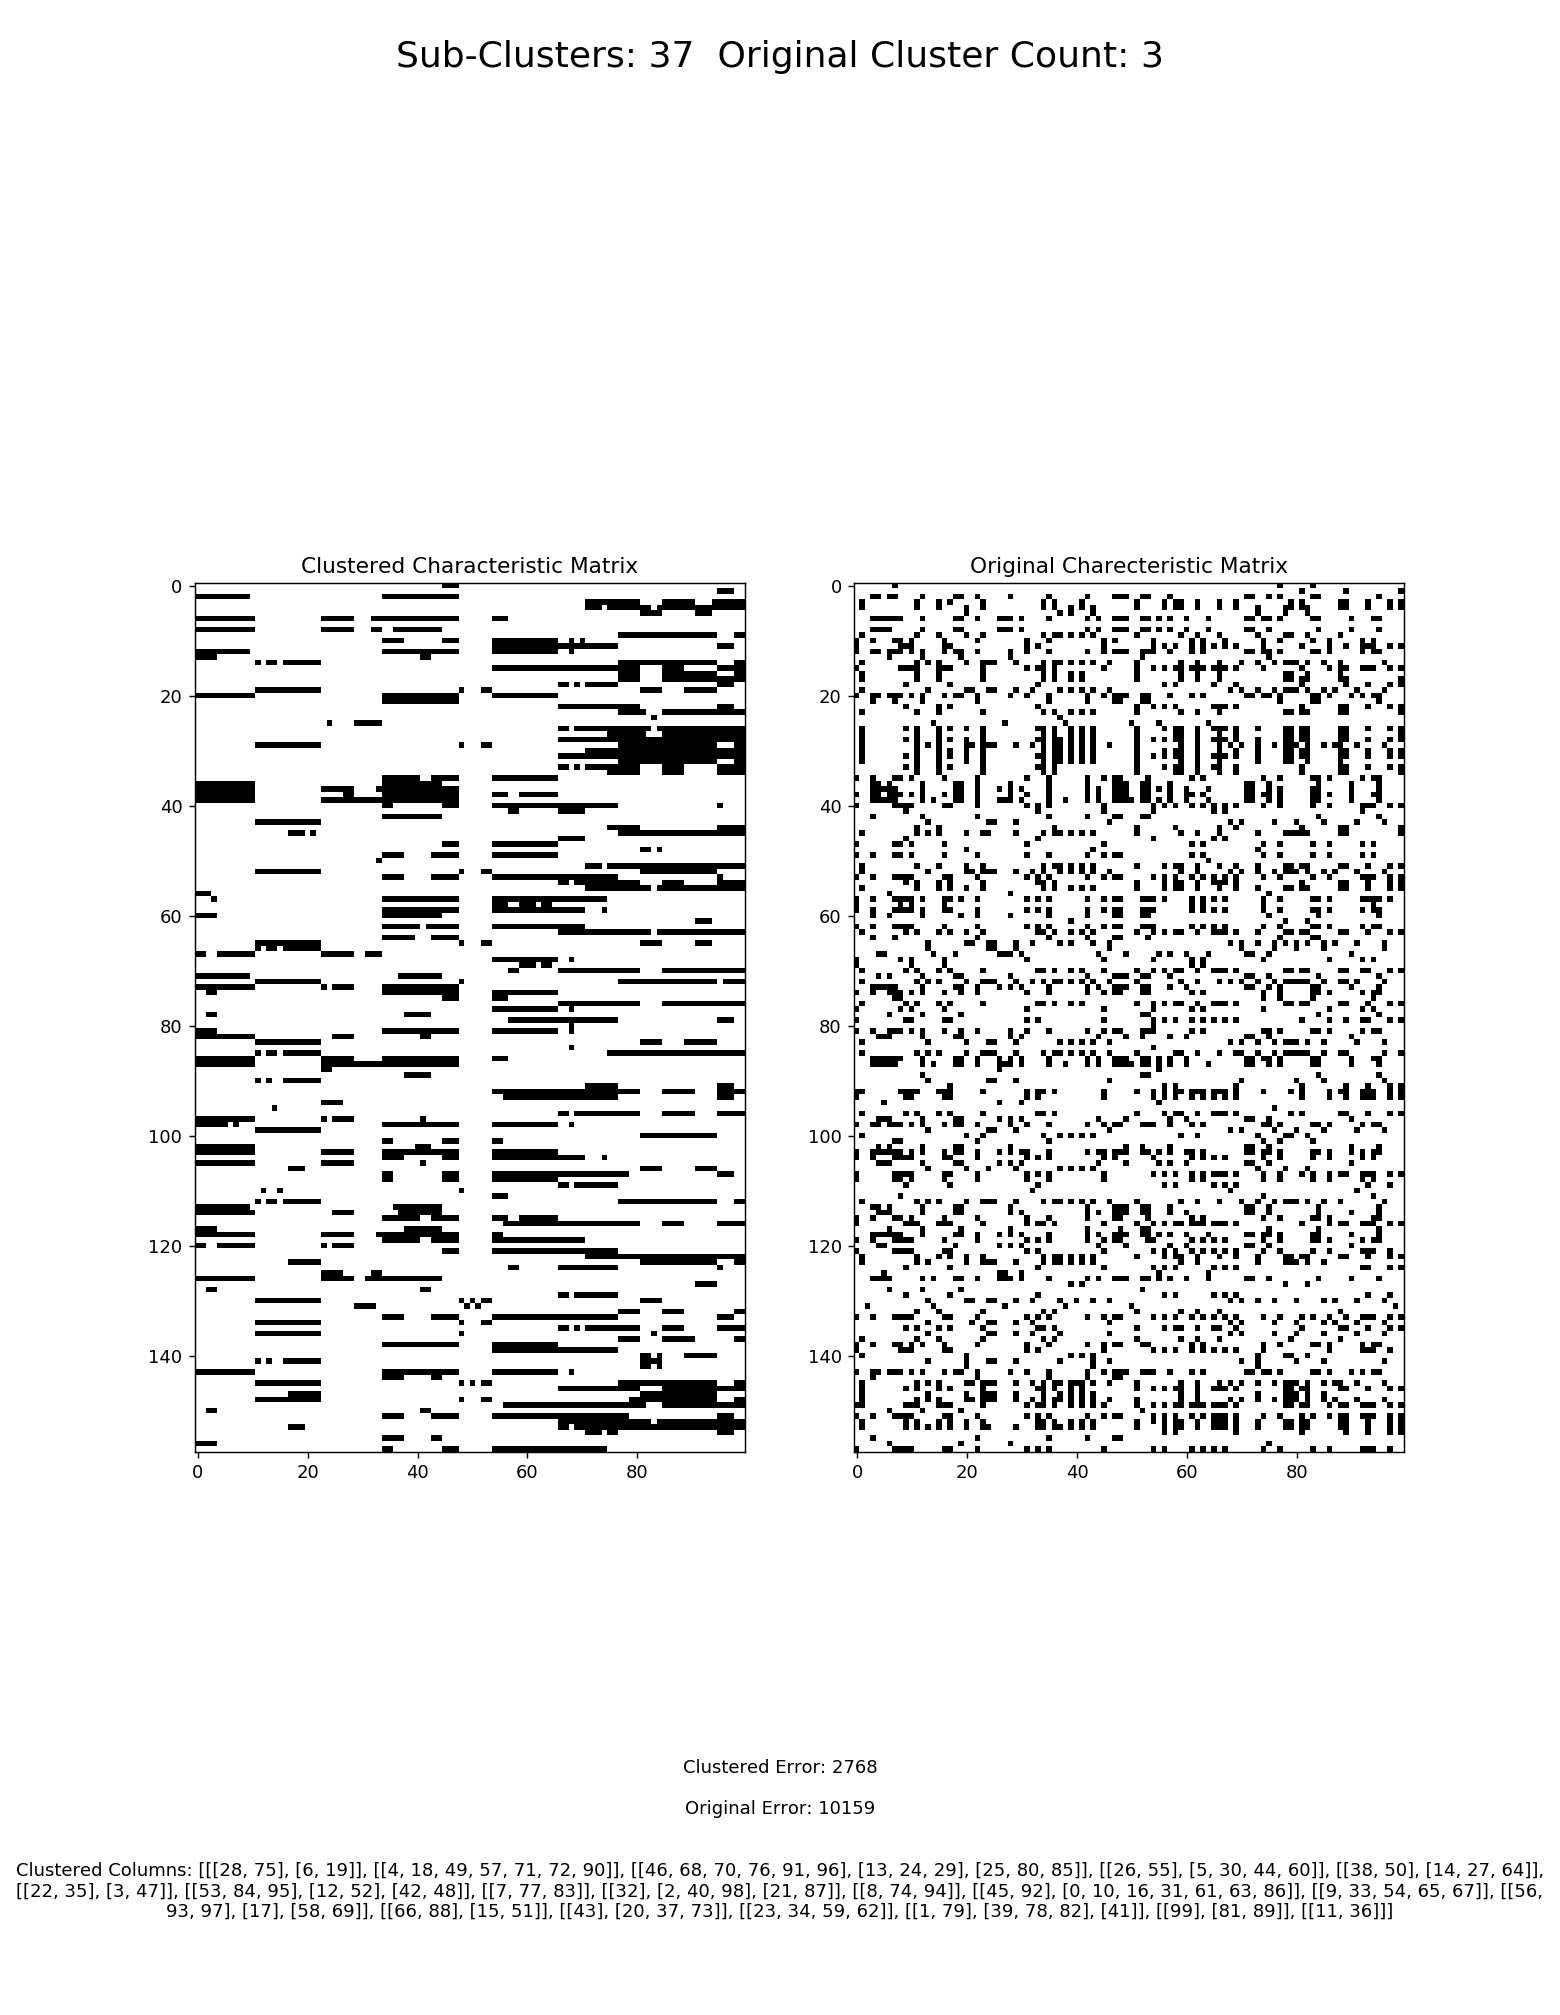 Sub-Clusters: 37  Original Cluster Count: 3
Clustered Characteristic Matrix
Original Charecteristic Matrix
0
20
40
60
80
100
120
140
0 20 40 60 80
0
20
40
60
80
100
120
140
0 20 40 60 80
Clustered Error: 2768
Original Error: 10159
Clustered Columns: [[[28, 75], [6, 19]], [[4, 18, 49, 57, 71, 72, 90]], [[46, 68, 70, 76, 91, 96], [13, 24, 29], [25, 80, 85]], [[26, 55], [5, 30, 44, 60]], [[38, 50], [14, 27, 64]],
[[22, 35], [3, 47]], [[53, 84, 95], [12, 52], [42, 48]], [[7, 77, 83]], [[32], [2, 40, 98], [21, 87]], [[8, 74, 94]], [[45, 92], [0, 10, 16, 31, 61, 63, 86]], [[9, 33, 54, 65, 67]], [[56,
93, 97], [17], [58, 69]], [[66, 88], [15, 51]], [[43], [20, 37, 73]], [[23, 34, 59, 62]], [[1, 79], [39, 78, 82], [41]], [[99], [81, 89]], [[11, 36]]]